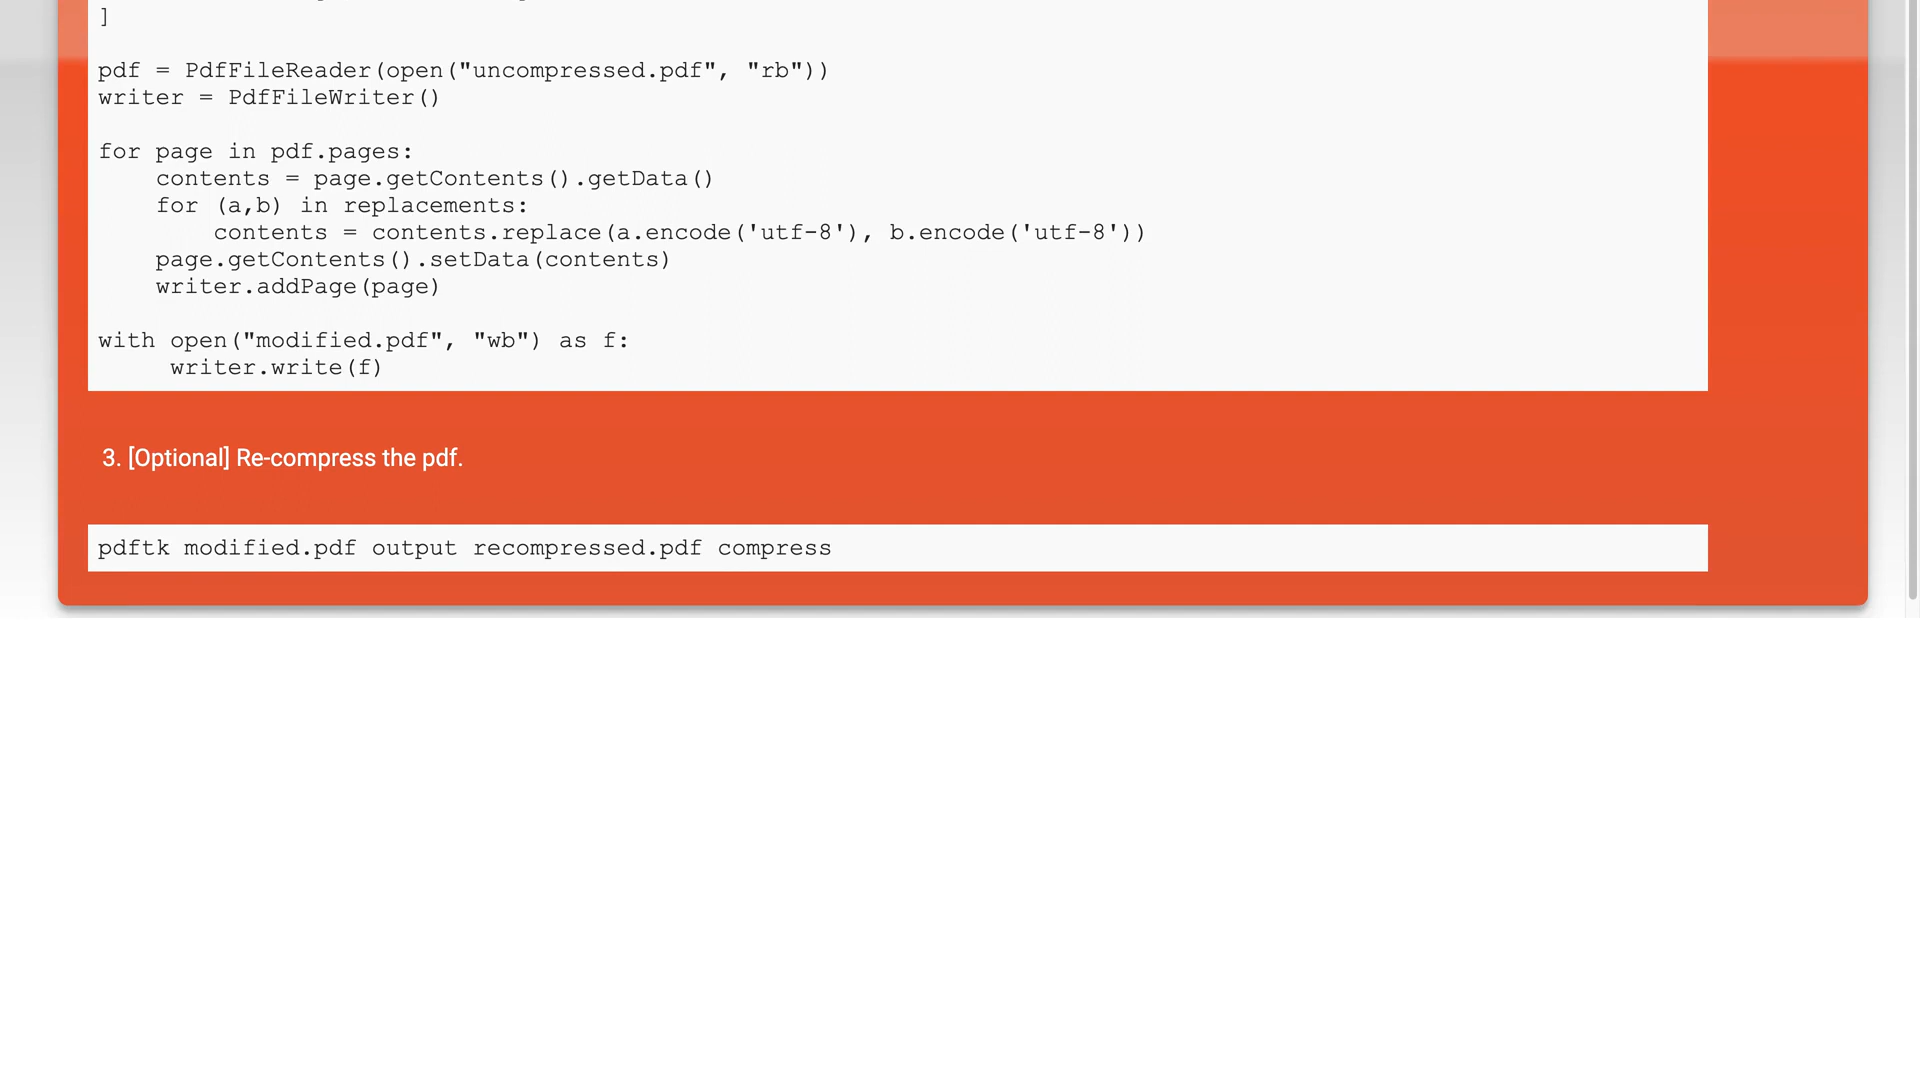 ]
pdf = PdfFileReader(open("uncompressed.pdf", "rb"))
writer = PdfFileWriter()
for page in pdf.pages:
    contents = page.getContents().getData()
    for (a,b) in replacements:
        contents = contents.replace(a.encode('utf-8'), b.encode('utf-8'))
    page.getContents().setData(contents)
    writer.addPage(page)
with open("modified.pdf", "wb") as f:
     writer.write(f)
3. [Optional] Re-compress the pdf.
pdftk modified.pdf output recompressed.pdf compress